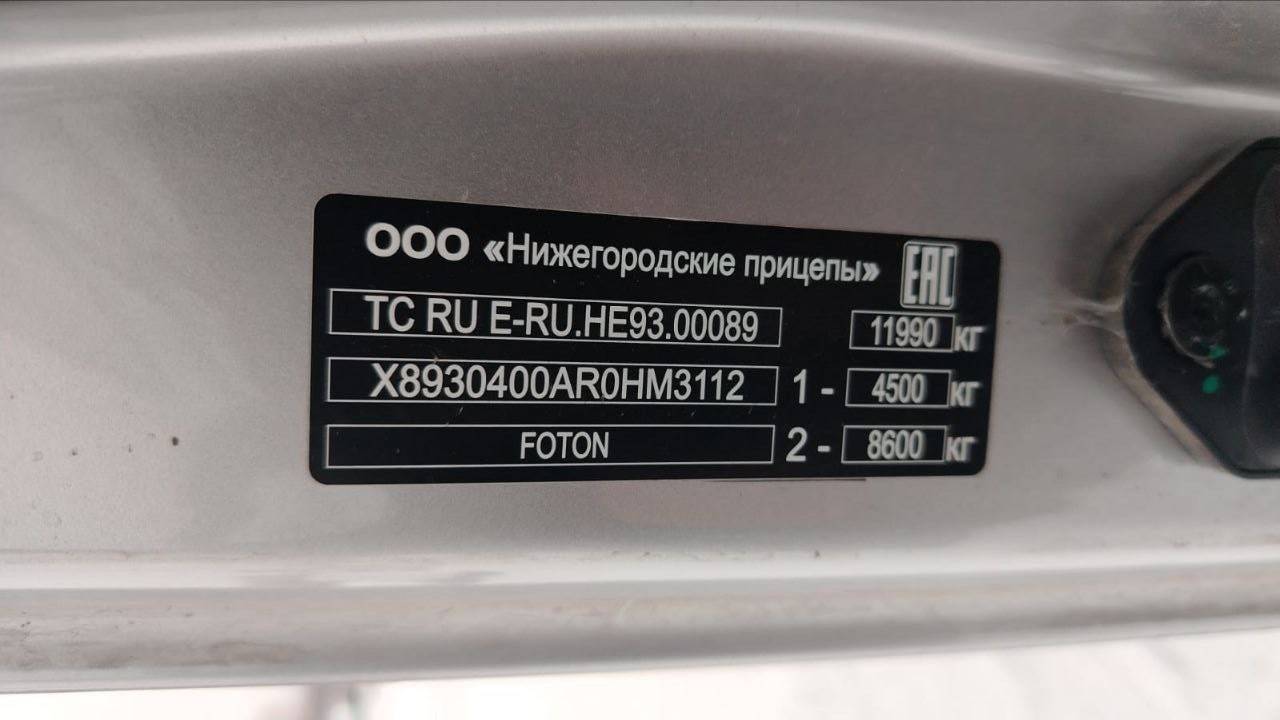 ООО «Нижегородские прицепы» EAC
TC RU E-RU.HE93.00089 11990 кг
X8930400AR0HM3112 1 - 4500 кг
FOTON 2 - 8600 кг